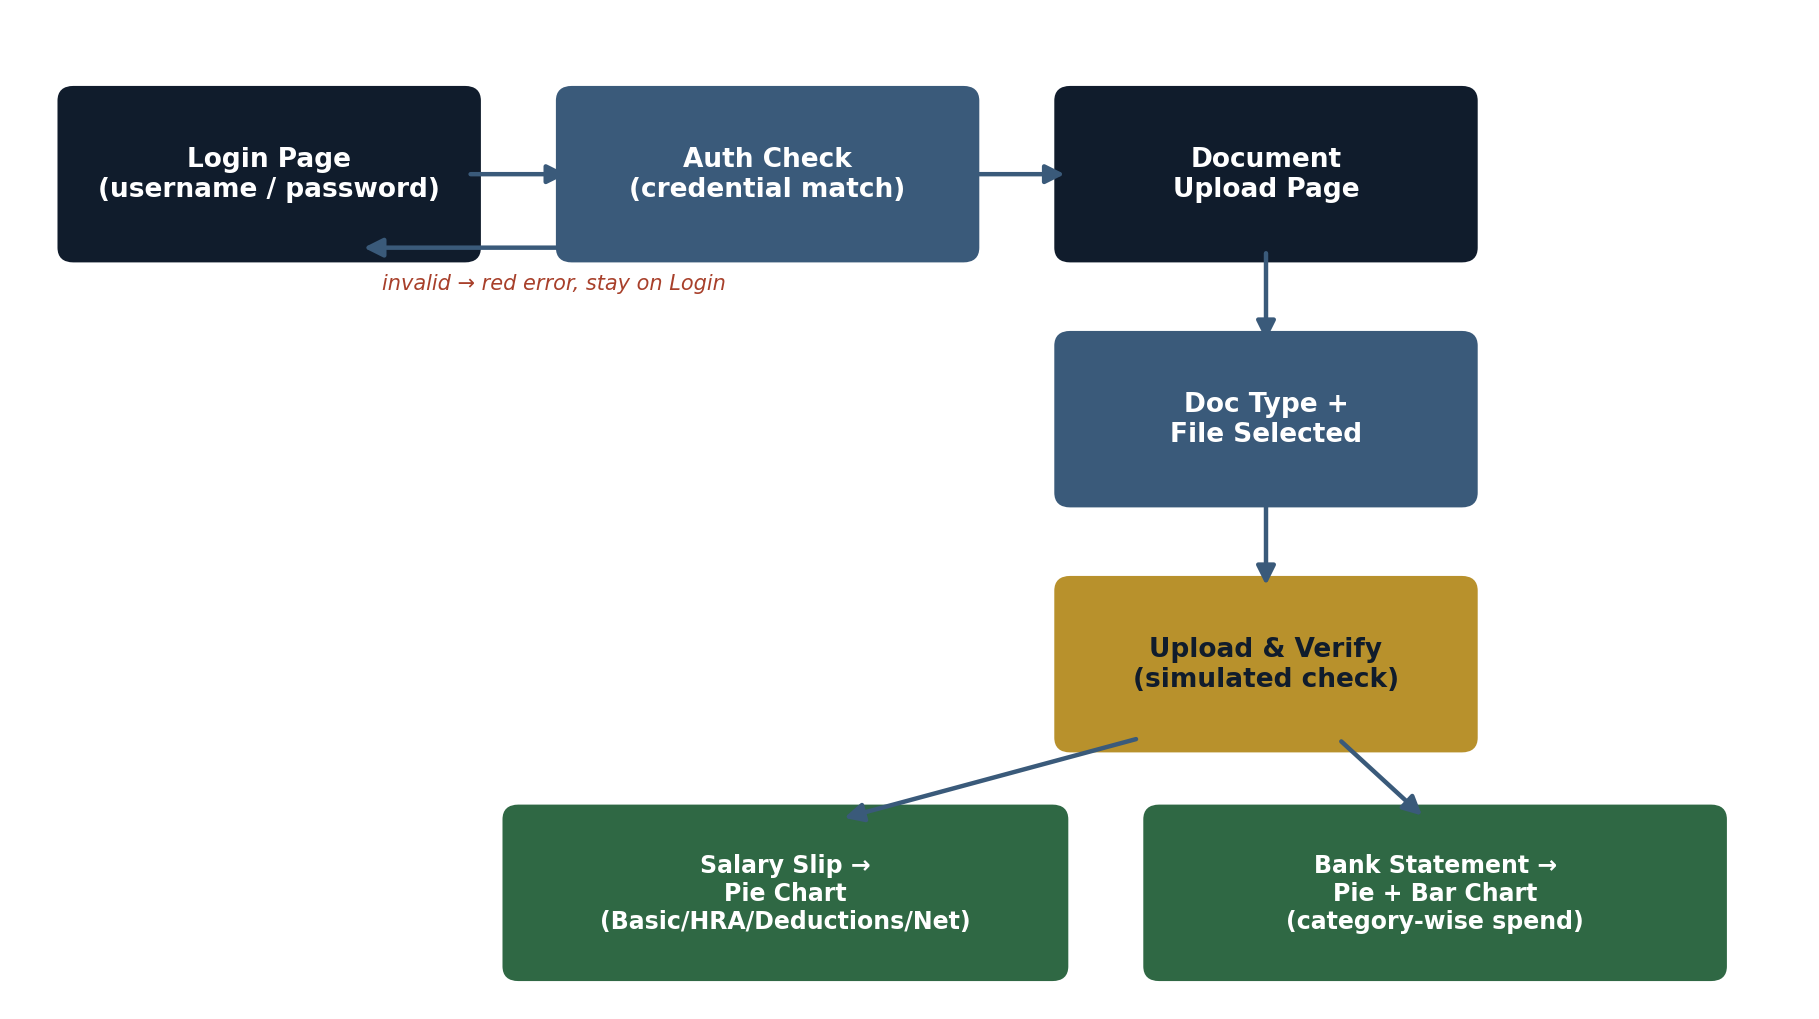 Login Page
(username / password)
Auth Check
(credential match)
Document
Upload Page
invalid → red error, stay on Login
Doc Type +
File Selected
Upload & Verify
(simulated check)
Salary Slip →
Pie Chart
(Basic/HRA/Deductions/Net)
Bank Statement →
Pie + Bar Chart
(category-wise spend)